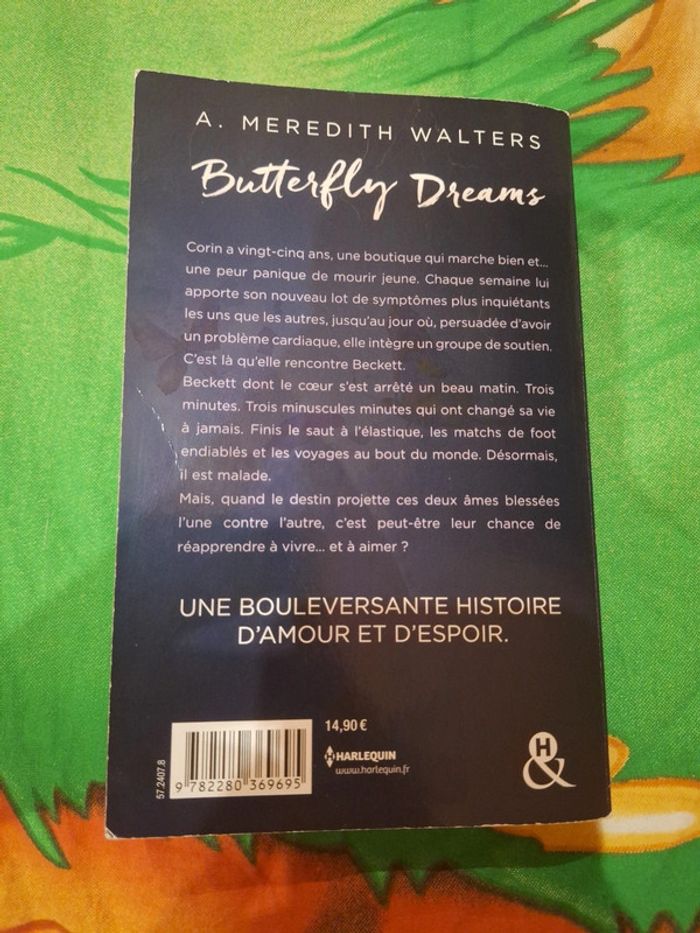 A. MEREDITH WALTERS
Butterfly Dreams
Corin a vingt-cinq ans, une boutique qui marche bien et...
une peur panique de mourir jeune. Chaque semaine lui
apporte son nouveau lot de symptômes plus inquiétants
les uns que les autres, jusqu'au jour où, persuadée d'avoir
un problème cardiaque, elle intègre un groupe de soutien.
C'est là qu'elle rencontre Beckett.
Beckett dont le cœur s'est arrêté un beau matin. Trois
minutes. Trois minuscules minutes qui ont changé sa vie
à jamais. Finis le saut à l'élastique, les matchs de foot
endiablés et les voyages au bout du monde. Désormais,
il est malade.
Mais, quand le destin projette ces deux âmes blessées
l'une contre l'autre, c'est peut-être leur chance de
réapprendre à vivre... et à aimer ?
UNE BOULEVERSANTE HISTOIRE
D'AMOUR ET D'ESPOIR.
57.2407.8
9 782280 369695
14,90 €
H HARLEQUIN
www.harlequin.fr
H
&